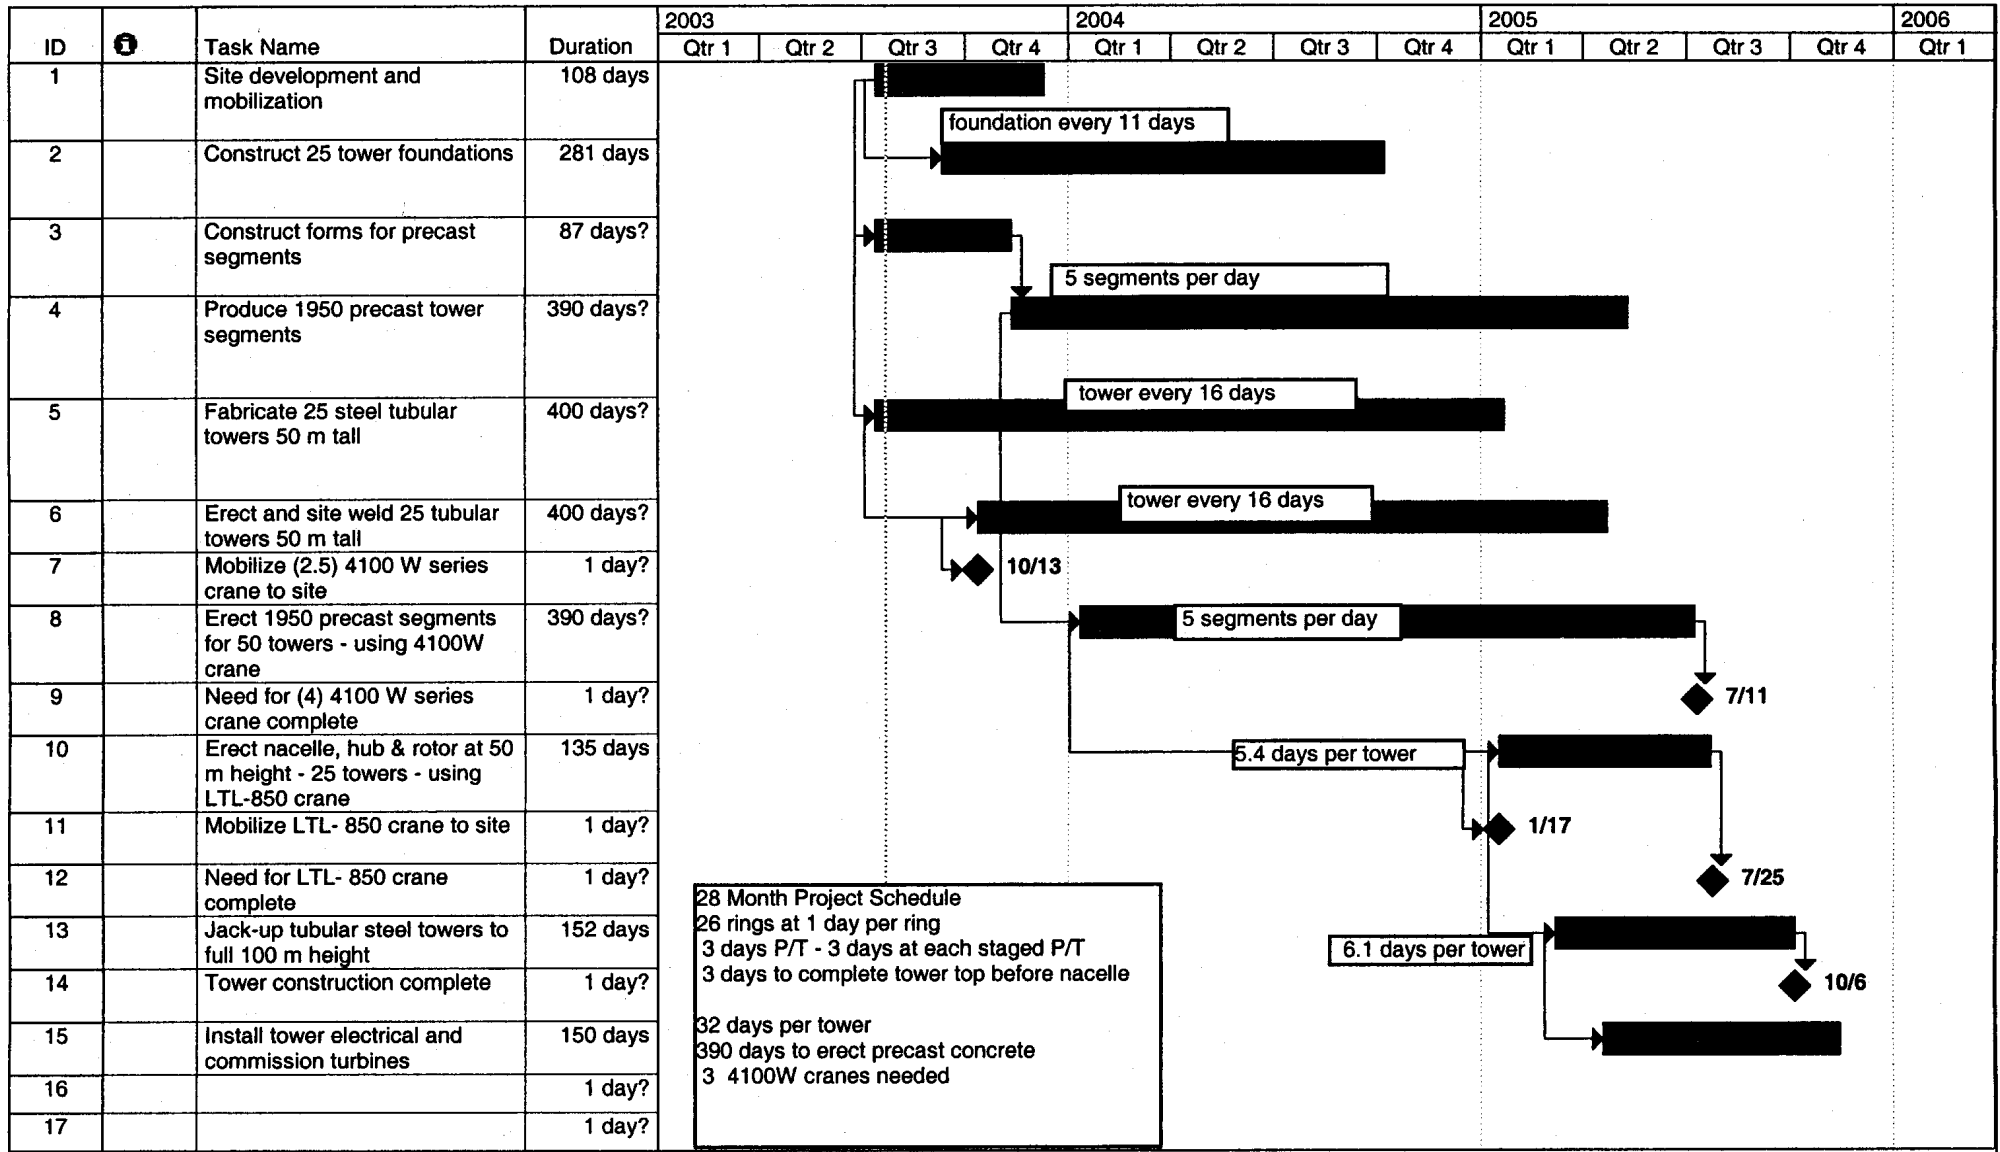 2003 2004 2005 2006
ID i Task Name Duration Qtr 1 Qtr 2 Qtr 3 Qtr 4 Qtr 1 Qtr 2 Qtr 3 Qtr 4 Qtr 1 Qtr 2 Qtr 3 Qtr 4 Qtr 1
1 Site development and 108 days
mobilization
foundation every 11 days
2 Construct 25 tower foundations 281 days
3 Construct forms for precast 87 days?
segments
5 segments per day
4 Produce 1950 precast tower 390 days?
segments
tower every 16 days
5 Fabricate 25 steel tubular 400 days?
towers 50 m tall
tower every 16 days
6 Erect and site weld 25 tubular 400 days?
towers 50 m tall
7 Mobilize (2.5) 4100 W series 1 day? 10/13
crane to site
8 Erect 1950 precast segments 390 days? 5 segments per day
for 50 towers - using 4100W
crane
9 Need for (4) 4100 W series 1 day? 7/11
crane complete
10 Erect nacelle, hub & rotor at 50 135 days 5.4 days per tower
m height - 25 towers - using
LTL-850 crane
11 Mobilize LTL- 850 crane to site 1 day? 1/17
12 Need for LTL- 850 crane 1 day? 7/25
complete
13 Jack-up tubular steel towers to 152 days
full 100 m height 6.1 days per tower
14 Tower construction complete 1 day? 10/6
15 Install tower electrical and 150 days
commission turbines
16 1 day?
17 1 day?
28 Month Project Schedule
26 rings at 1 day per ring
3 days P/T - 3 days at each staged P/T
3 days to complete tower top before nacelle
32 days per tower
390 days to erect precast concrete
3 4100W cranes needed